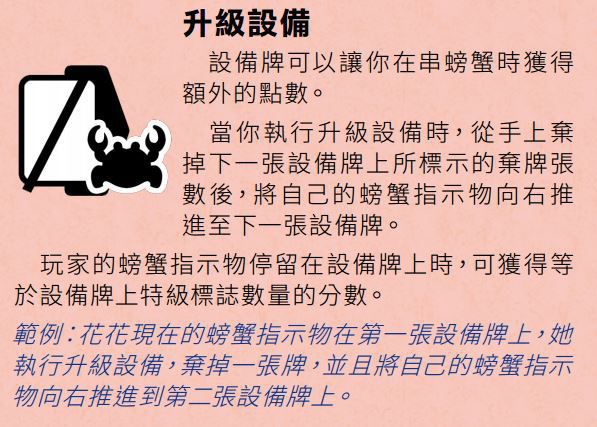 升級設備
設備牌可以讓你在串螃蟹時獲得
額外的點數。
當你執行升級設備時，從手上棄
掉下一張設備牌上所標示的棄牌張
數後，將自己的螃蟹指示物向右推
進至下一張設備牌。
玩家的螃蟹指示物停留在設備牌上時，可獲得等
於設備牌上特級標誌數量的分數。
範例：花花現在的螃蟹指示物在第一張設備牌上，她
執行升級設備，棄掉一張牌，並且將自己的螃蟹指示
物向右推進到第二張設備牌上。